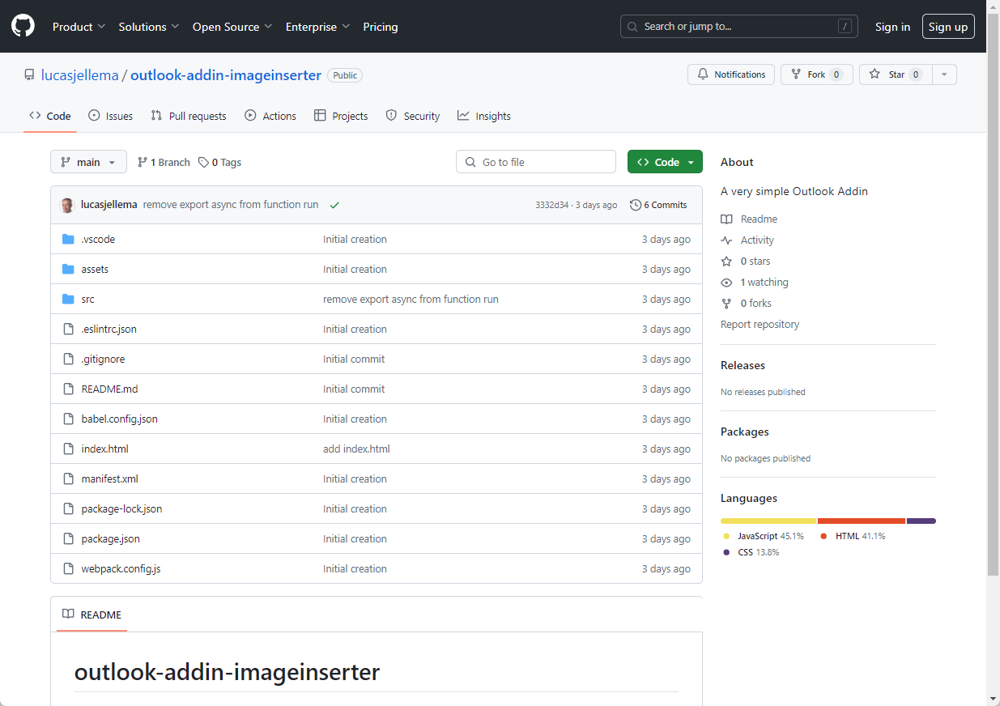 Product Solutions Open Source Enterprise Pricing Search or jump to... / Sign in Sign up
lucasjellema / outlook-addin-imageinserter Public Notifications Fork 0 Star 0
Code Issues Pull requests Actions Projects Security Insights
main 1 Branch 0 Tags Go to file Code
lucasjellema remove export async from function run 3332d34 · 3 days ago 6 Commits
.vscode Initial creation 3 days ago
assets Initial creation 3 days ago
src remove export async from function run 3 days ago
.eslintrc.json Initial creation 3 days ago
.gitignore Initial commit 3 days ago
README.md Initial commit 3 days ago
babel.config.json Initial creation 3 days ago
index.html add index.html 3 days ago
manifest.xml Initial creation 3 days ago
package-lock.json Initial creation 3 days ago
package.json Initial creation 3 days ago
webpack.config.js Initial creation 3 days ago
README
outlook-addin-imageinserter
About
A very simple Outlook Addin
Readme
Activity
0 stars
1 watching
0 forks
Report repository
Releases
No releases published
Packages
No packages published
Languages
JavaScript 45.1% HTML 41.1%
CSS 13.8%